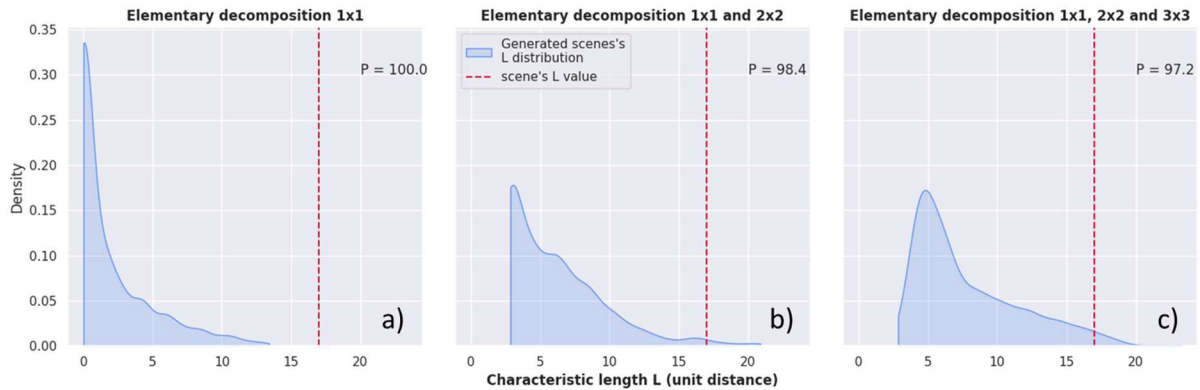 Elementary decomposition 1x1
Elementary decomposition 1x1 and 2x2
Elementary decomposition 1x1, 2x2 and 3x3
Density
0.35
0.30
0.25
0.20
0.15
0.10
0.05
0.00
P = 100.0
a)
0 5 10 15 20
Generated scenes's
L distribution
scene's L value
P = 98.4
b)
0 5 10 15 20
P = 97.2
c)
0 5 10 15 20
Characteristic length L (unit distance)